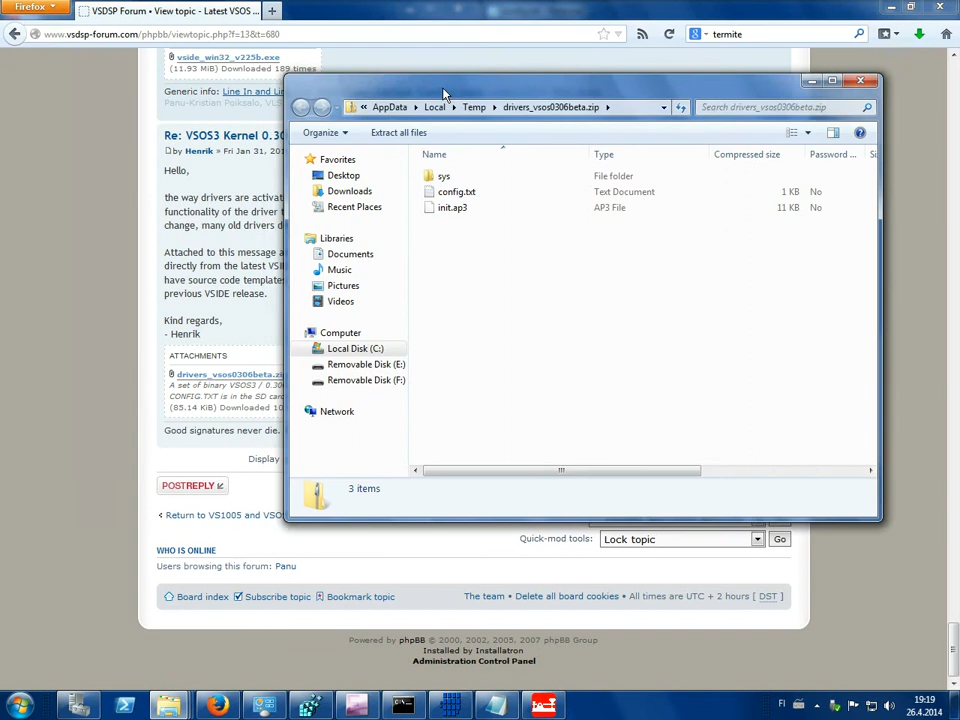 Firefox
VSDSP Forum • View topic - Latest VSOS ...
www.vsdsp-forum.com/phpbb/viewtopic.php?f=13&t=680
termite
vside_win32_v225b.exe
(11.93 MiB) Downloaded 189 times
Generic info: Line In and Lin
Panu-Kristian Poiksalo, VLS
Re: VSOS3 Kernel 0.30
by Henrik » Fri Jan 31, 201
Hello,
the way drivers are activat
functionality of the driver t
change, many old drivers d
Attached to this message a
directly from the latest VSI
have source code templates
previous VSIDE release.
Kind regards,
- Henrik
ATTACHMENTS
drivers_vsos0306beta.zi
A set of binary VSOS3 / 0.30
CONFIG.TXT is in the SD car
(85.14 KiB) Downloaded 10
Good signatures never die.
Display
POSTREPLY
Return to VS1005 and VSOS
Quick-mod tools:
Lock topic
Go
WHO IS ONLINE
Users browsing this forum: Panu
Board index
Subscribe topic
Bookmark topic
The team • Delete all board cookies • All times are UTC + 2 hours [ DST ]
Powered by phpBB © 2000, 2002, 2005, 2007 phpBB Group
Installed by Installatron
Administration Control Panel
« AppData
Local
Temp
drivers_vsos0306beta.zip
Search drivers_vsos0306beta.zip
Organize
Extract all files
Name
Type
Compressed size
Password ...
Si
sys
File folder
config.txt
Text Document
1 KB
No
init.ap3
AP3 File
11 KB
No
Favorites
Desktop
Downloads
Recent Places
Libraries
Documents
Music
Pictures
Videos
Computer
Local Disk (C:)
Removable Disk (E:)
Removable Disk (F:)
Network
3 items
FI
19:19
26.4.2014